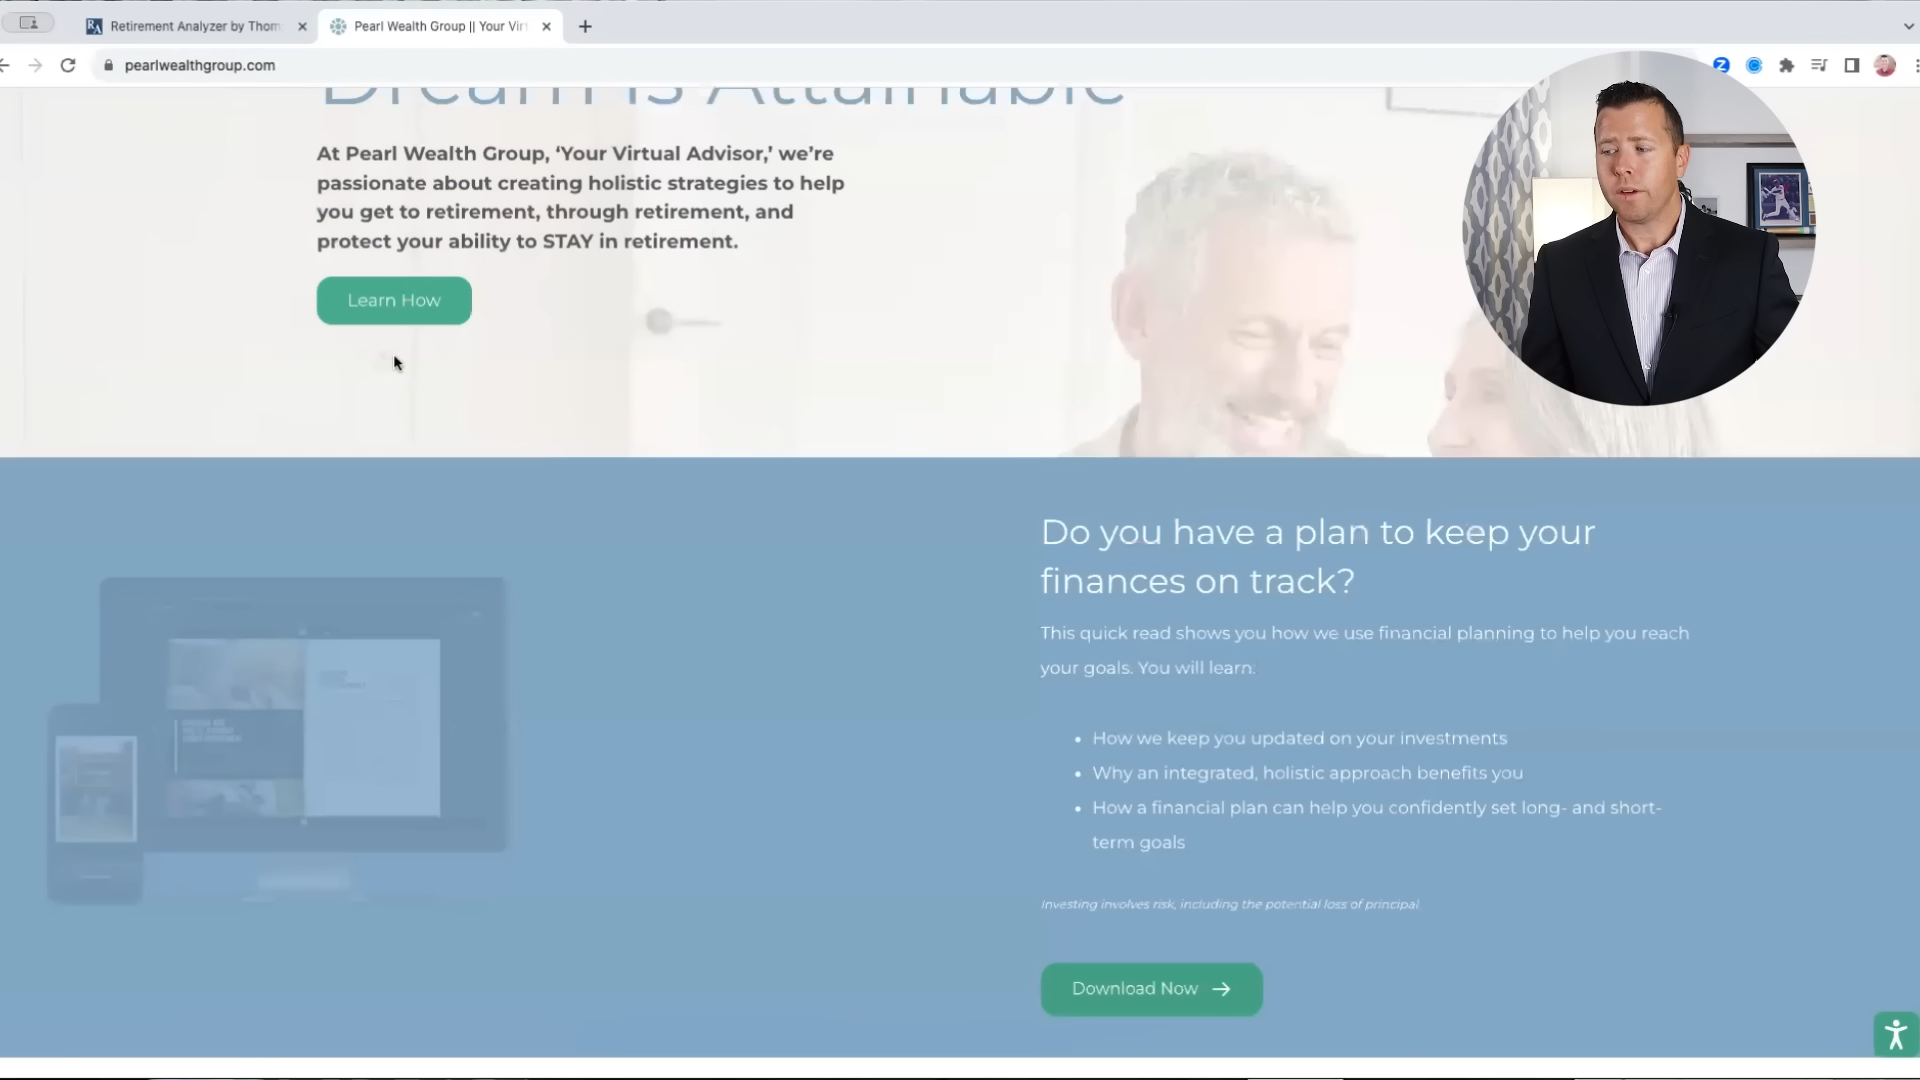 Retirement Analyzer by Thom
Pearl Wealth Group || Your Virt
pearlwealthgroup.com
Dream is Attainable
At Pearl Wealth Group, ‘Your Virtual Advisor,’ we’re
passionate about creating holistic strategies to help
you get to retirement, through retirement, and
protect your ability to STAY in retirement.
Learn How
Do you have a plan to keep your
finances on track?
This quick read shows you how we use financial planning to help you reach
your goals. You will learn:
• How we keep you updated on your investments
• Why an integrated, holistic approach benefits you
• How a financial plan can help you confidently set long- and short-
term goals
Investing involves risk, including the potential loss of principal.
Download Now